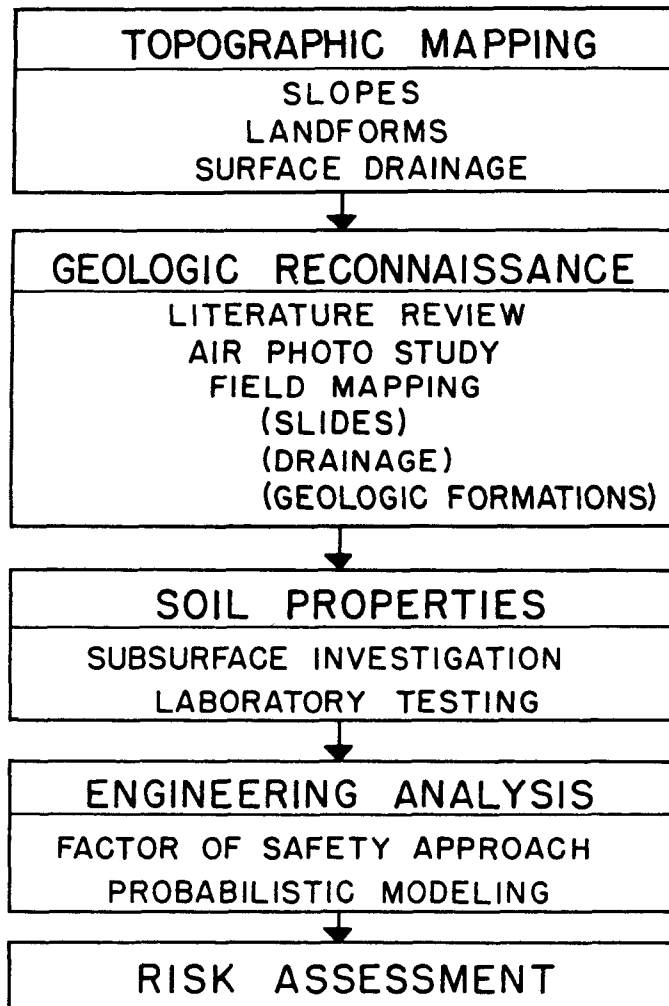 TOPOGRAPHIC MAPPING
SLOPES
LANDFORMS
SURFACE DRAINAGE
GEOLOGIC RECONNAISSANCE
LITERATURE REVIEW
AIR PHOTO STUDY
FIELD MAPPING
(SLIDES)
(DRAINAGE)
(GEOLOGIC FORMATIONS)
SOIL PROPERTIES
SUBSURFACE INVESTIGATION
LABORATORY TESTING
ENGINEERING ANALYSIS
FACTOR OF SAFETY APPROACH
PROBABILISTIC MODELING
RISK ASSESSMENT